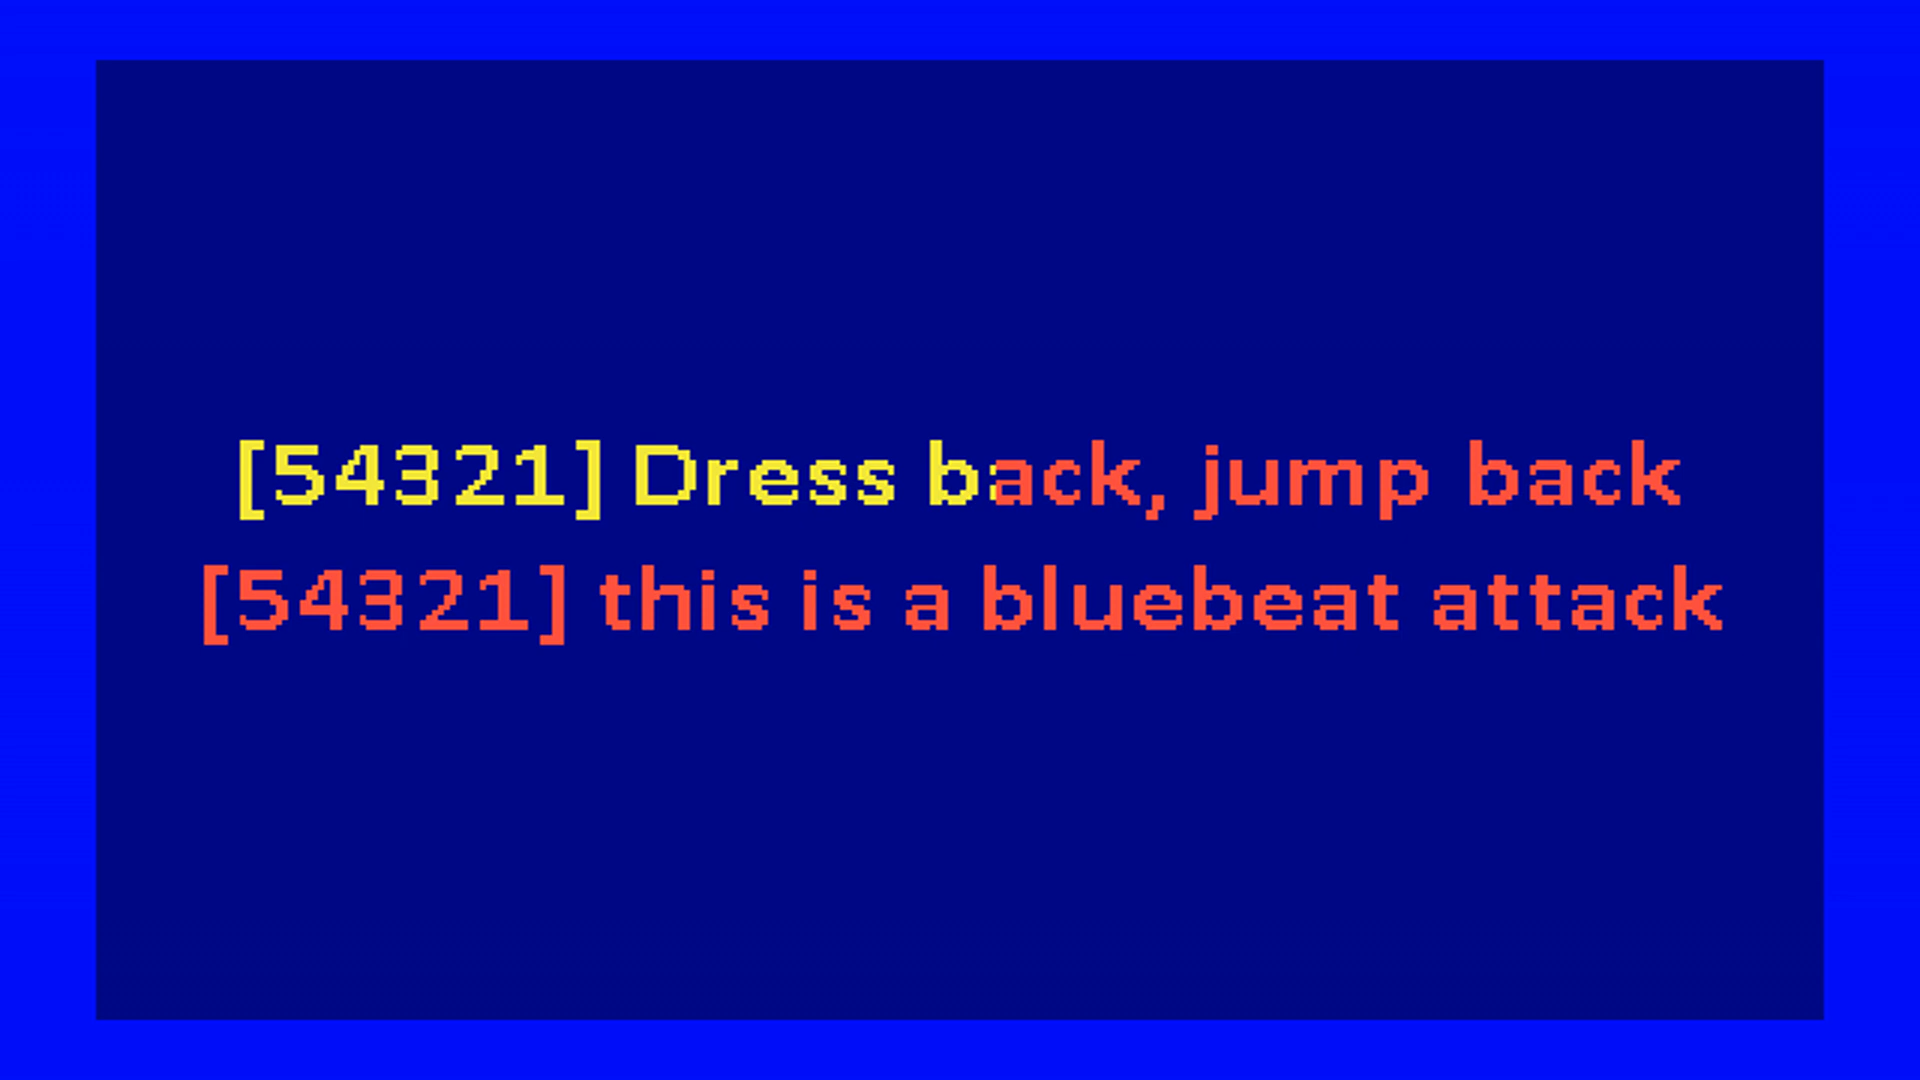 [54321] Dress back, jump back
[54321] this is a bluebeat attack